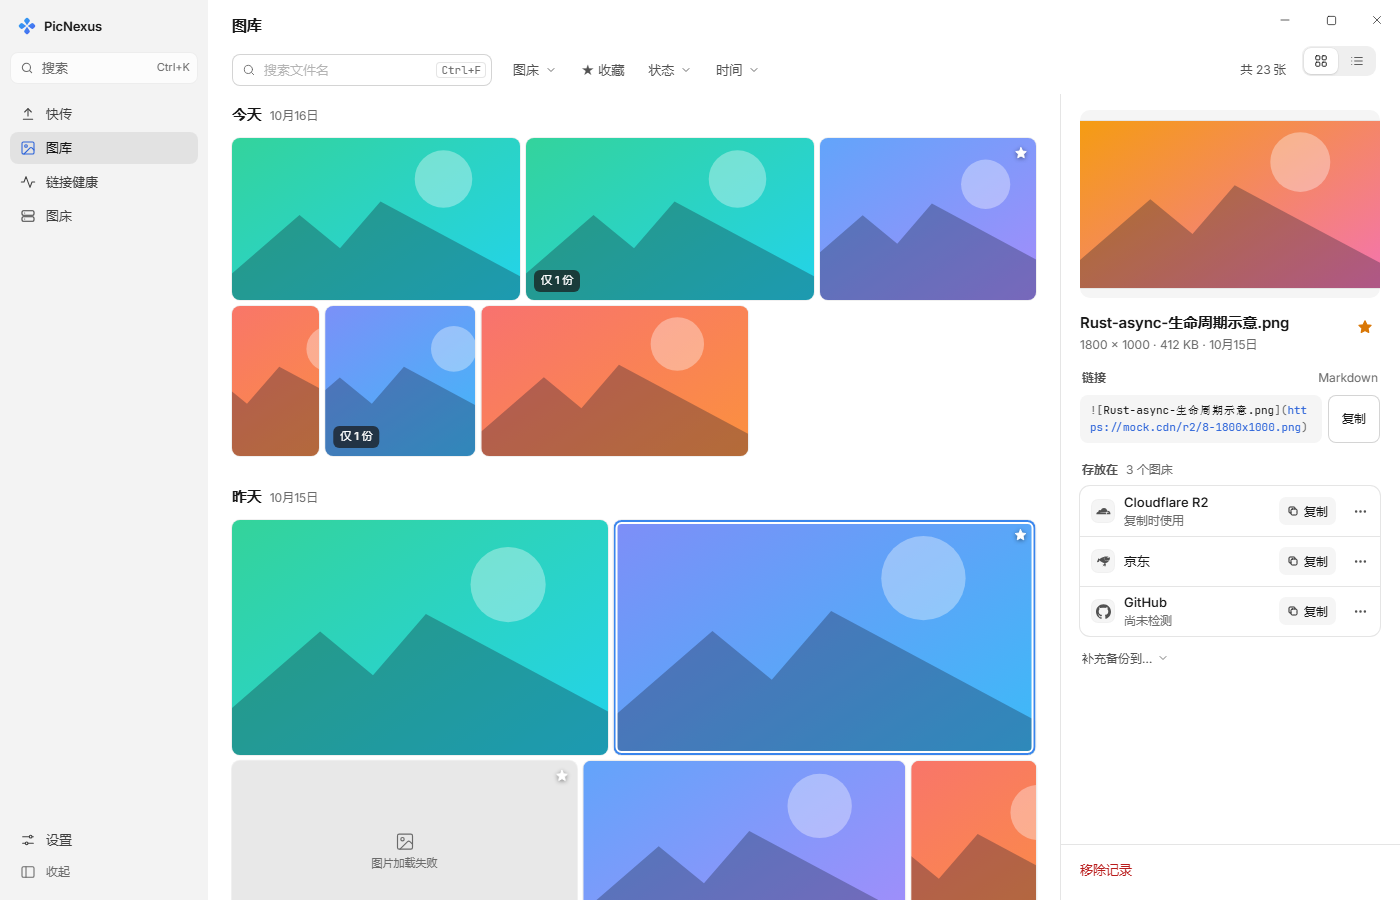 PicNexus
搜索 Ctrl+K
快传
图库
链接健康
图床
设置
收起
图库
搜索文件名 Ctrl+F
图床
★ 收藏
状态
时间
共 23 张
今天 10月16日
仅1份
仅1份
昨天 10月15日
图片加载失败
Rust-async-生命周期示意.png
1800 × 1000 · 412 KB · 10月15日
链接 Markdown
![Rust-async-生命周期示意.png](htt
ps://mock.cdn/r2/8-1800x1000.png)
复制
存放在 3 个图床
Cloudflare R2
复制时使用
复制
京东
复制
GitHub
尚未检测
复制
补充备份到...
移除记录